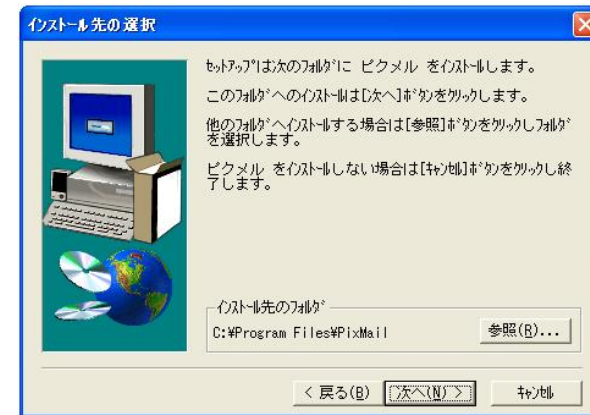 インストール先の選択
ｾｯﾄｱｯﾌﾟは次のﾌｫﾙﾀﾞに ピクメル をｲﾝｽﾄｰﾙします。
このﾌｫﾙﾀﾞへのｲﾝｽﾄｰﾙは[次へ]ﾎﾞﾀﾝをｸﾘｯｸします。
他のﾌｫﾙﾀﾞへｲﾝｽﾄｰﾙする場合は[参照]ﾎﾞﾀﾝをｸﾘｯｸしﾌｫﾙﾀﾞ
を選択します。
ピクメル をｲﾝｽﾄｰﾙしない場合は[ｷｬﾝｾﾙ]ﾎﾞﾀﾝをｸﾘｯｸし終
了します。
ｲﾝｽﾄｰﾙ先のﾌｫﾙﾀﾞ
C:¥Program Files¥PixMail
参照(R)...
< 戻る(B)
次へ(N) >
ｷｬﾝｾﾙ